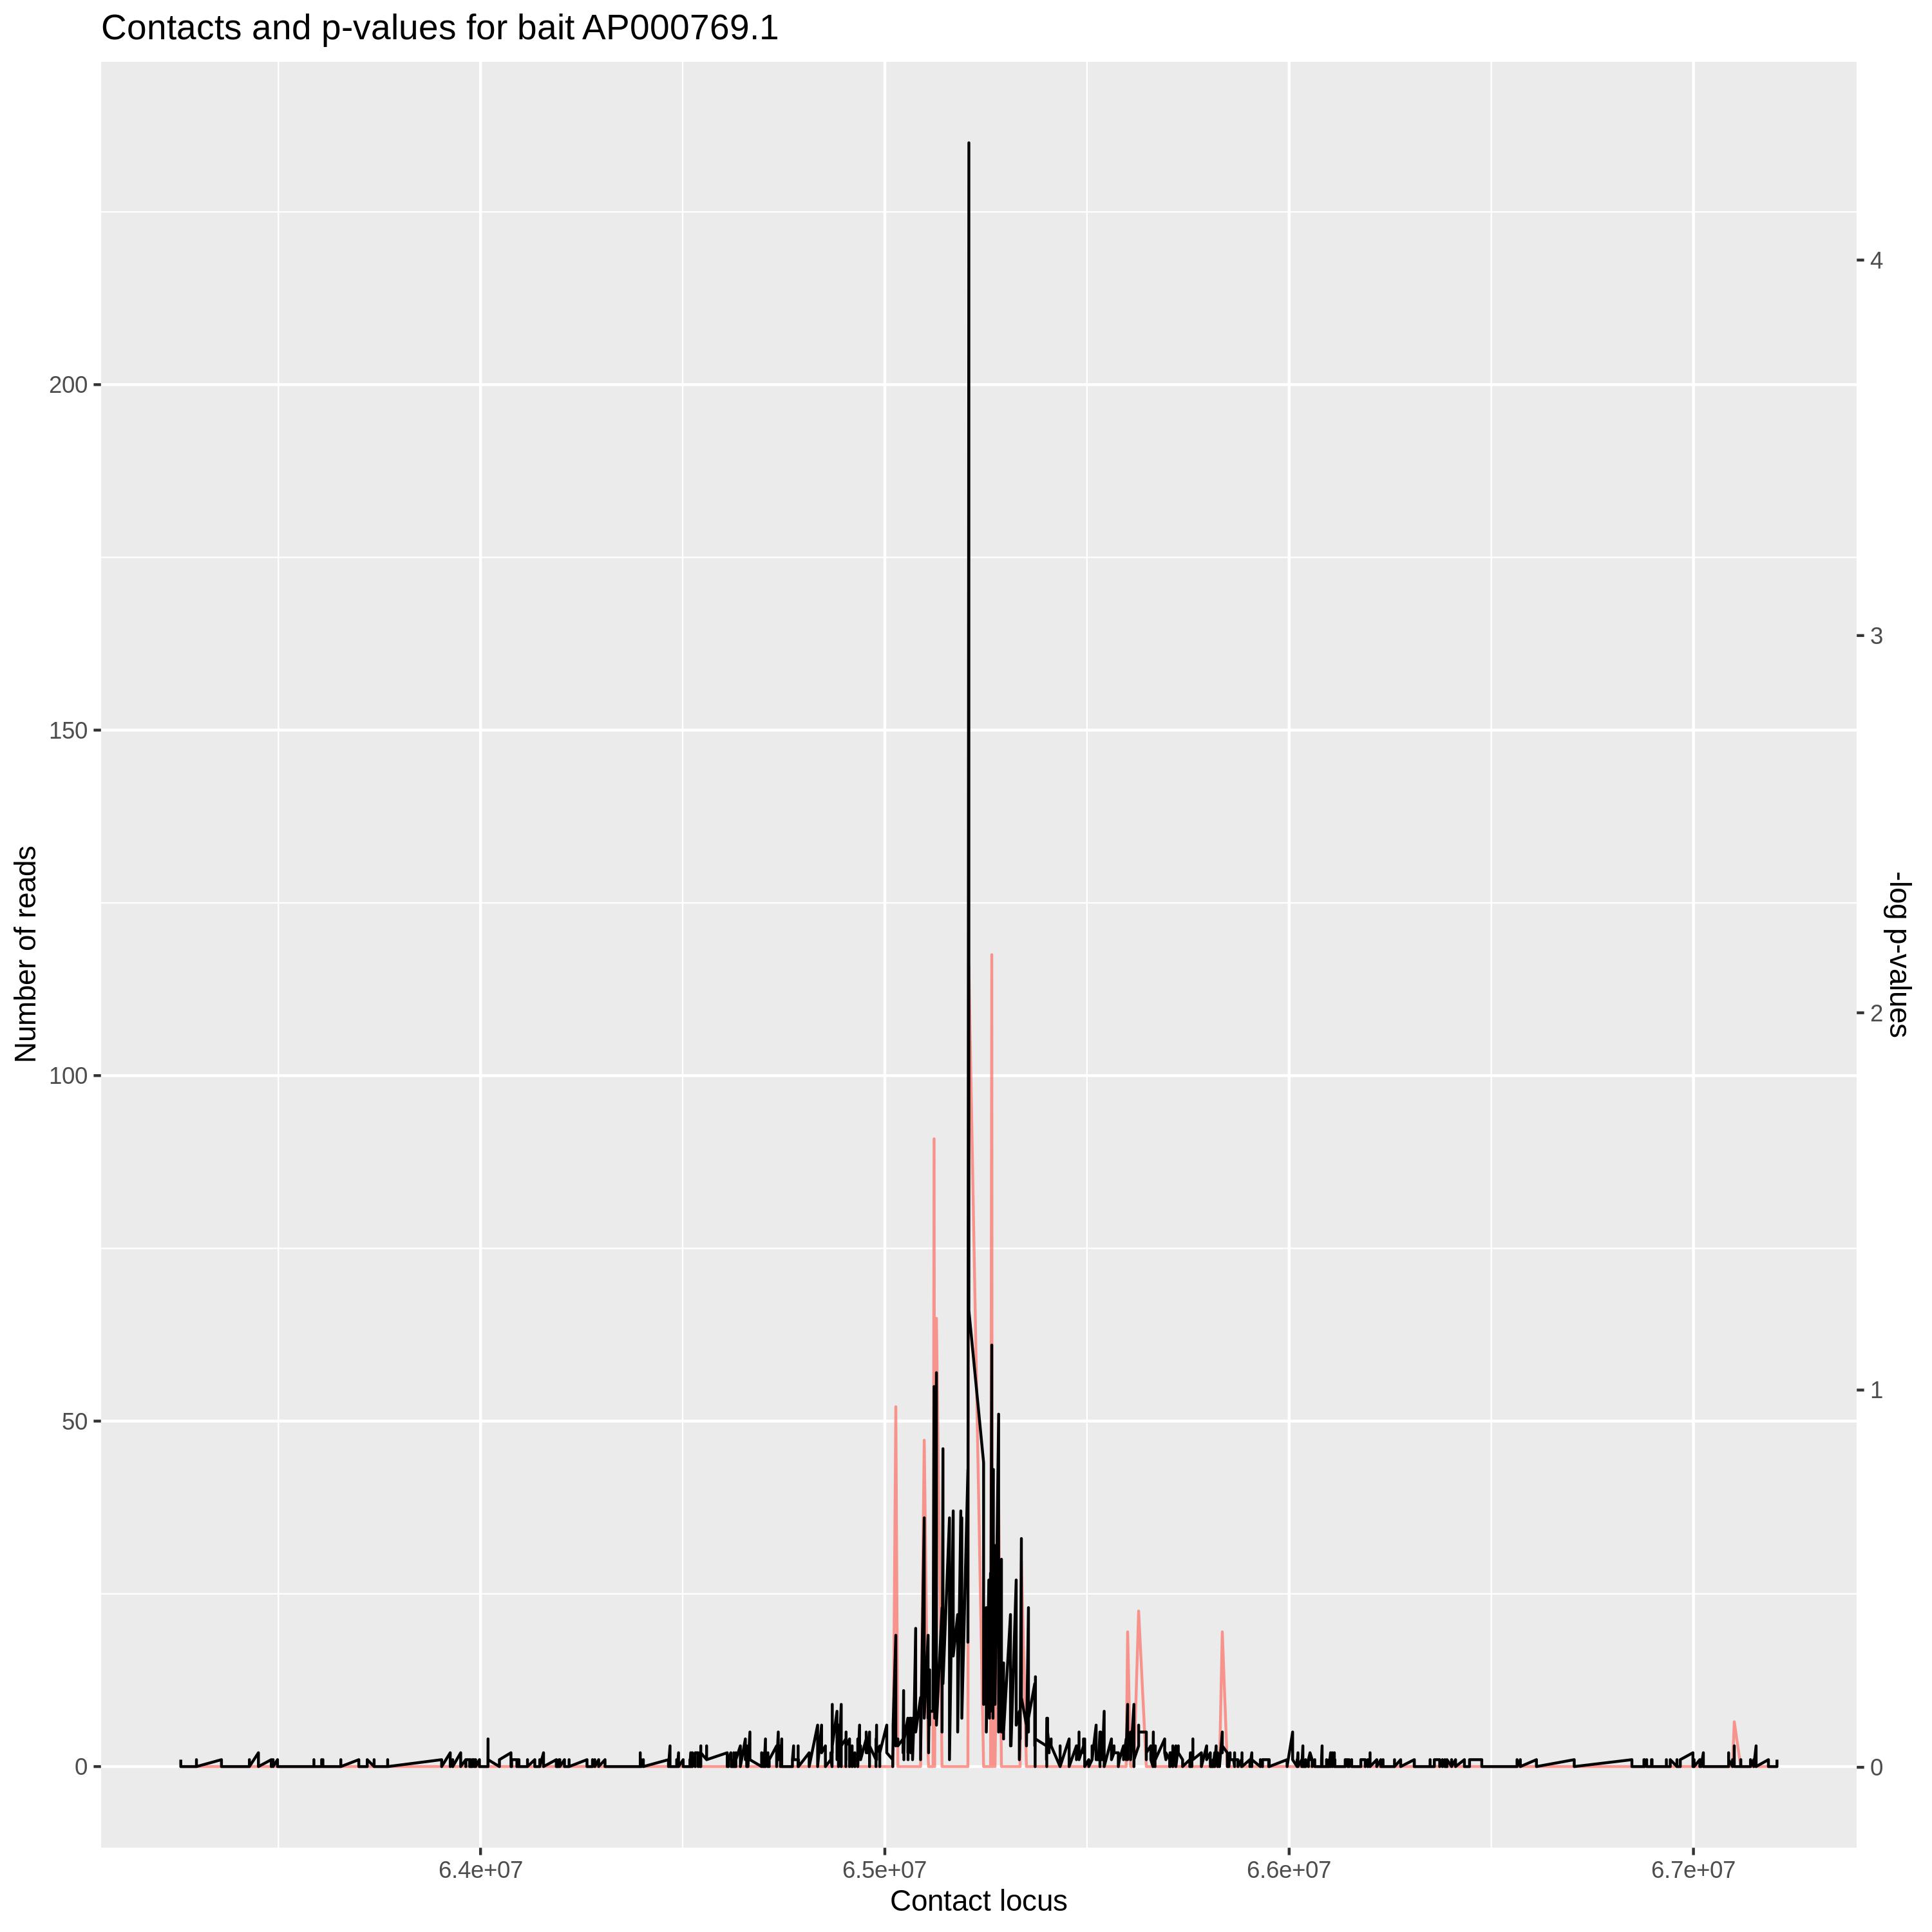 Contacts and p-values for bait AP000769.1
Number of reads
200
150
100
50
0
4
3
2
1
0
-log p-values
6.4e+07 6.5e+07 6.6e+07 6.7e+07
Contact locus